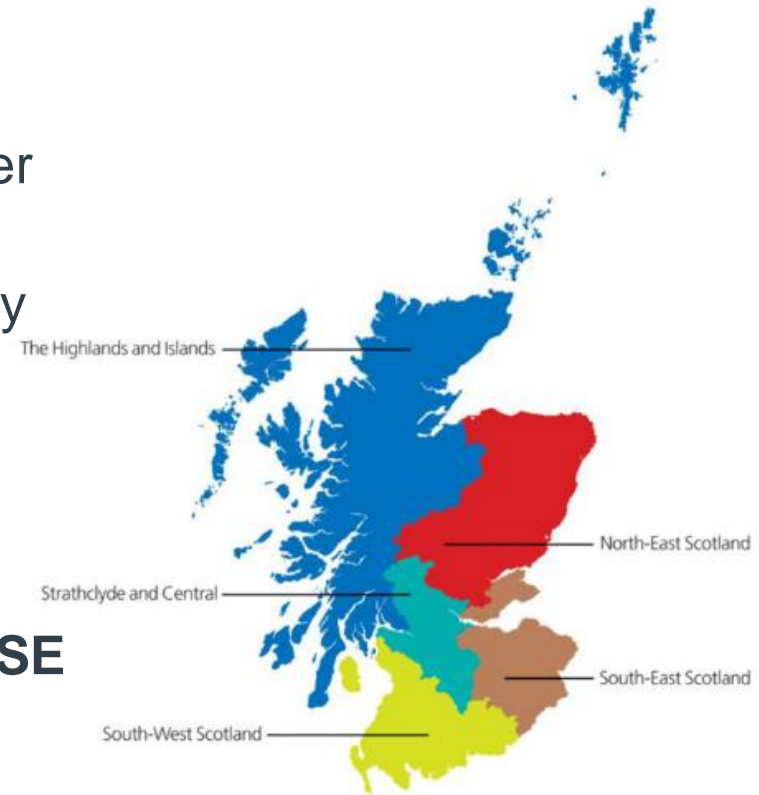 er
y
The Highlands and Islands
North-East Scotland
Strathclyde and Central
SE
South-East Scotland
South-West Scotland